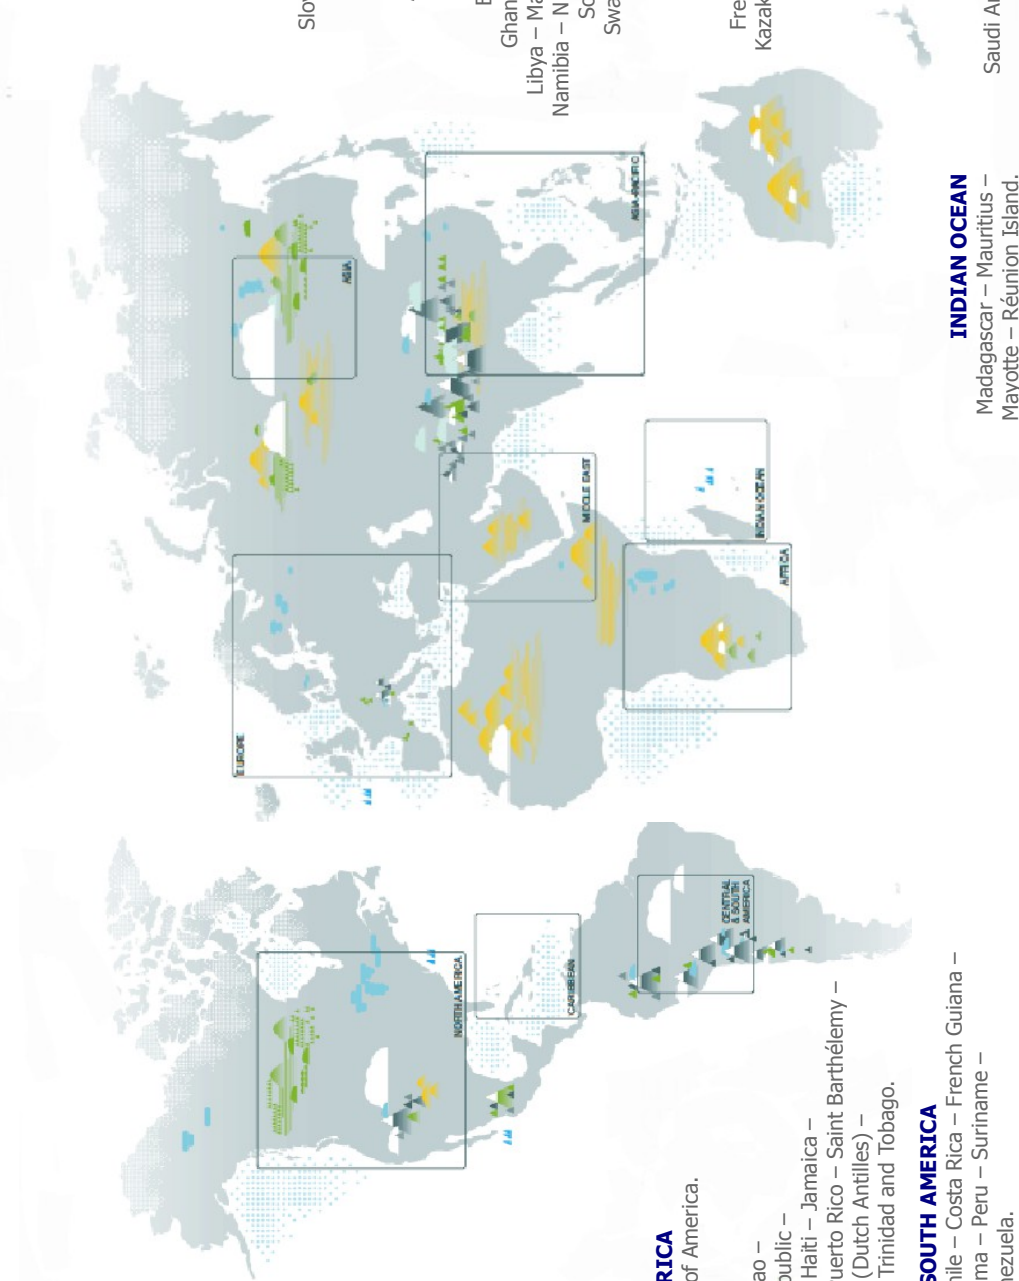 EUROPE
ASIA
NORTH AMERICA
CARIBBEAN
MIDDLE EAST
ASIA-PACIFIC
CENTRAL
& SOUTH
AMERICA
INDIAN OCEAN
AFRICA
RICA
of America.
ao –
public –
Haiti – Jamaica –
uerto Rico – Saint Barthélemy –
(Dutch Antilles) –
Trinidad and Tobago.
SOUTH AMERICA
ile – Costa Rica – French Guiana –
ma – Peru – Suriname –
nezuela.
INDIAN OCEAN
Madagascar – Mauritius –
Mayotte – Réunion Island.
Slov
Ghan
Libya – Ma
Namibia – N
So
Swa
Fre
Kazak
Saudi Ar